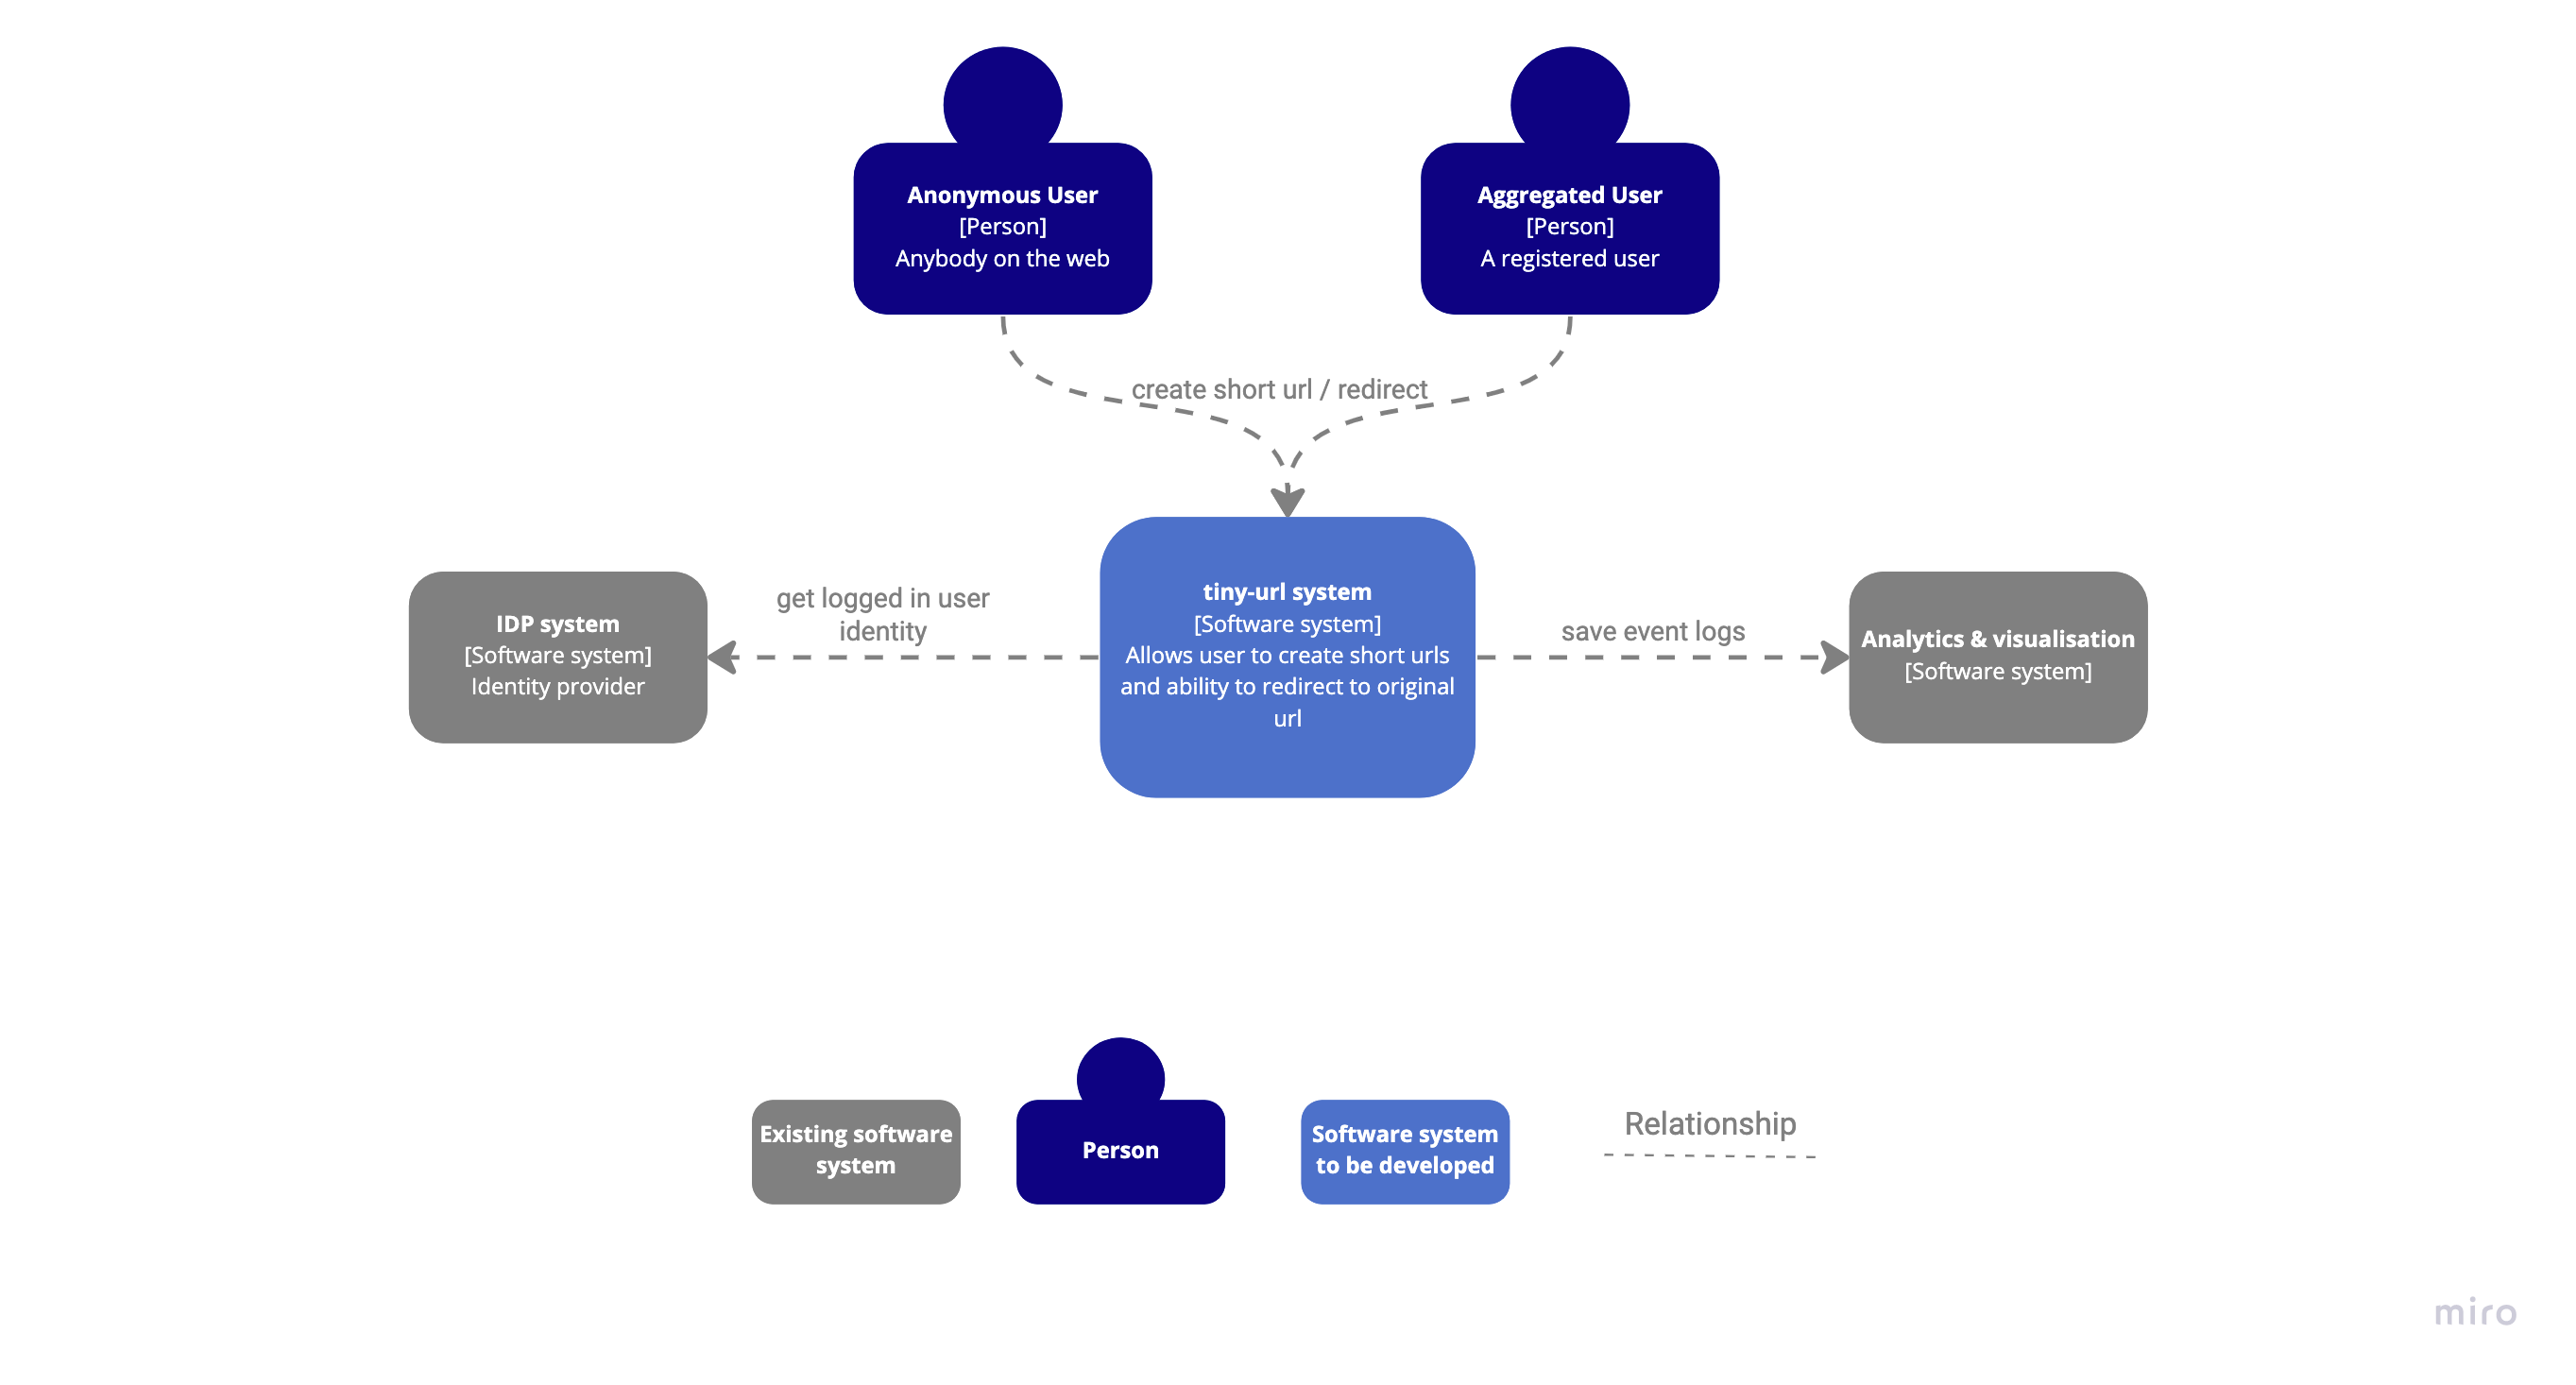 Anonymous User
[Person]
Anybody on the web
Aggregated User
[Person]
A registered user
create short url / redirect
IDP system
[Software system]
Identity provider
get logged in user
identity
tiny-url system
[Software system]
Allows user to create short urls
and ability to redirect to original
url
save event logs
Analytics & visualisation
[Software system]
Existing software
system
Person
Software system
to be developed
Relationship
miro